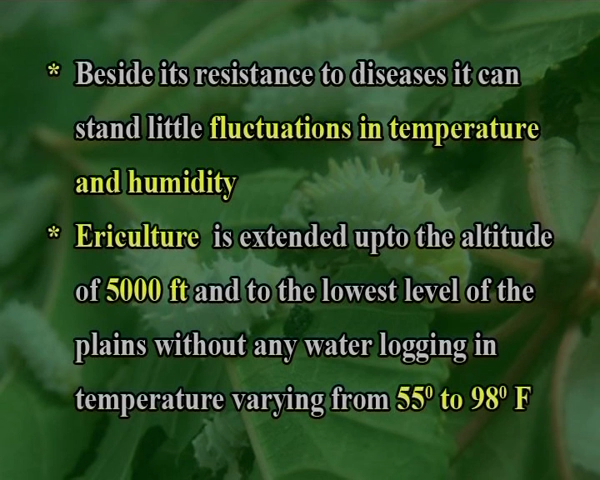 * Beside its resistance to diseases it can
stand little fluctuations in temperature
and humidity
* Ericulture is extended upto the altitude
of 5000 ft and to the lowest level of the
plains without any water logging in
temperature varying from 55⁰ to 98⁰ F